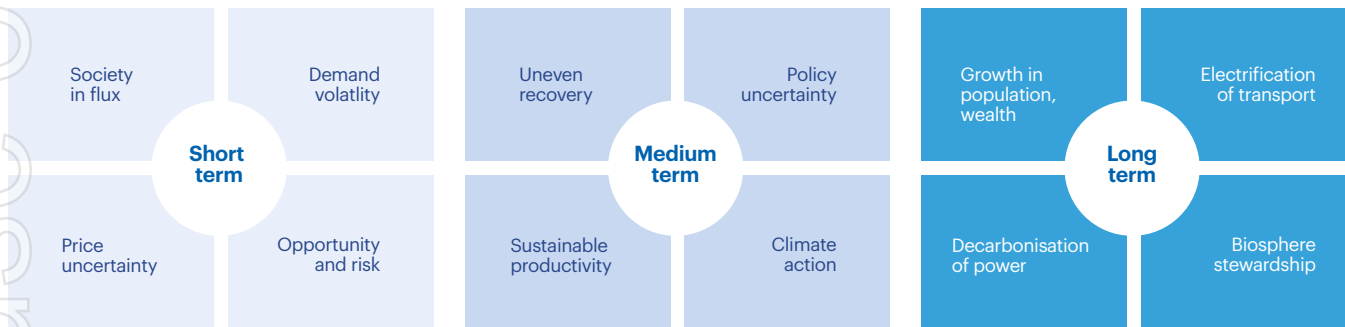 Society
in flux
Demand
volatlity
Short
term
Price
uncertainty
Opportunity
and risk
Uneven
recovery
Policy
uncertainty
Medium
term
Sustainable
productivity
Climate
action
Growth in
population,
wealth
Electrification
of transport
Long
term
Decarbonisation
of power
Biosphere
stewardship